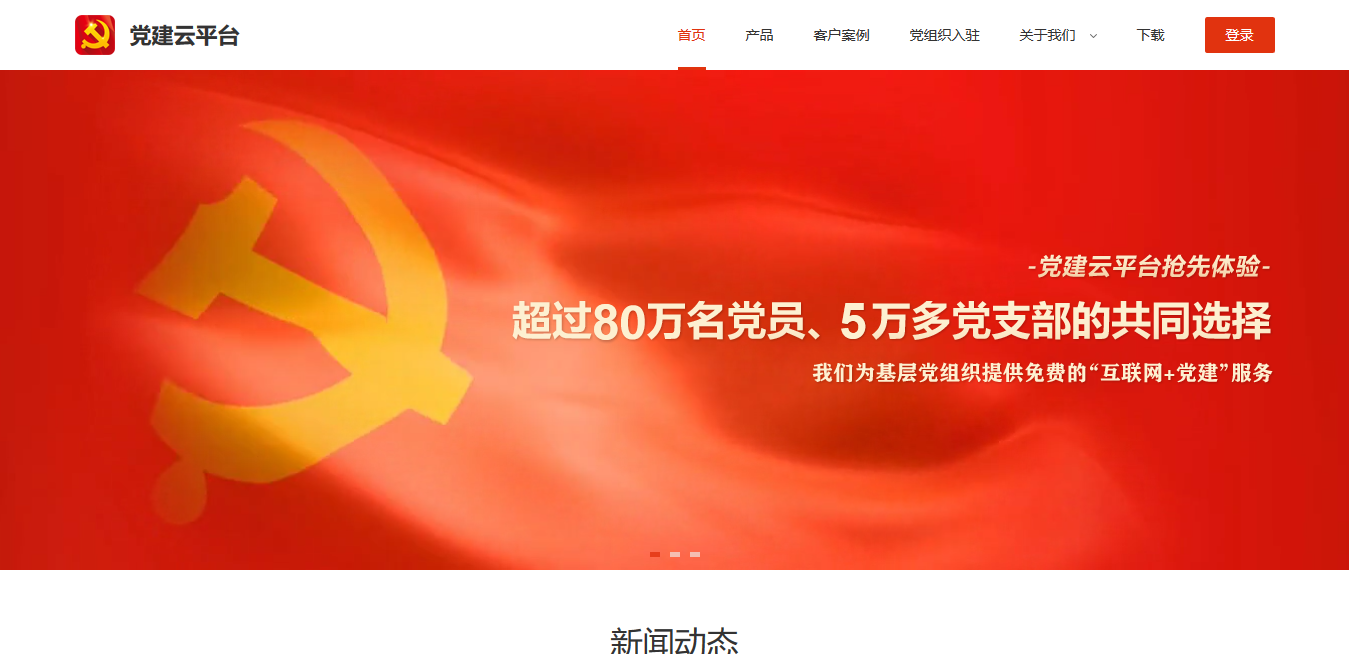 党建云平台
首页 产品 客户案例 党组织入驻 关于我们 下载 登录
-党建云平台抢先体验-
超过80万名党员、5万多党支部的共同选择
我们为基层党组织提供免费的“互联网+党建”服务
新闻动态